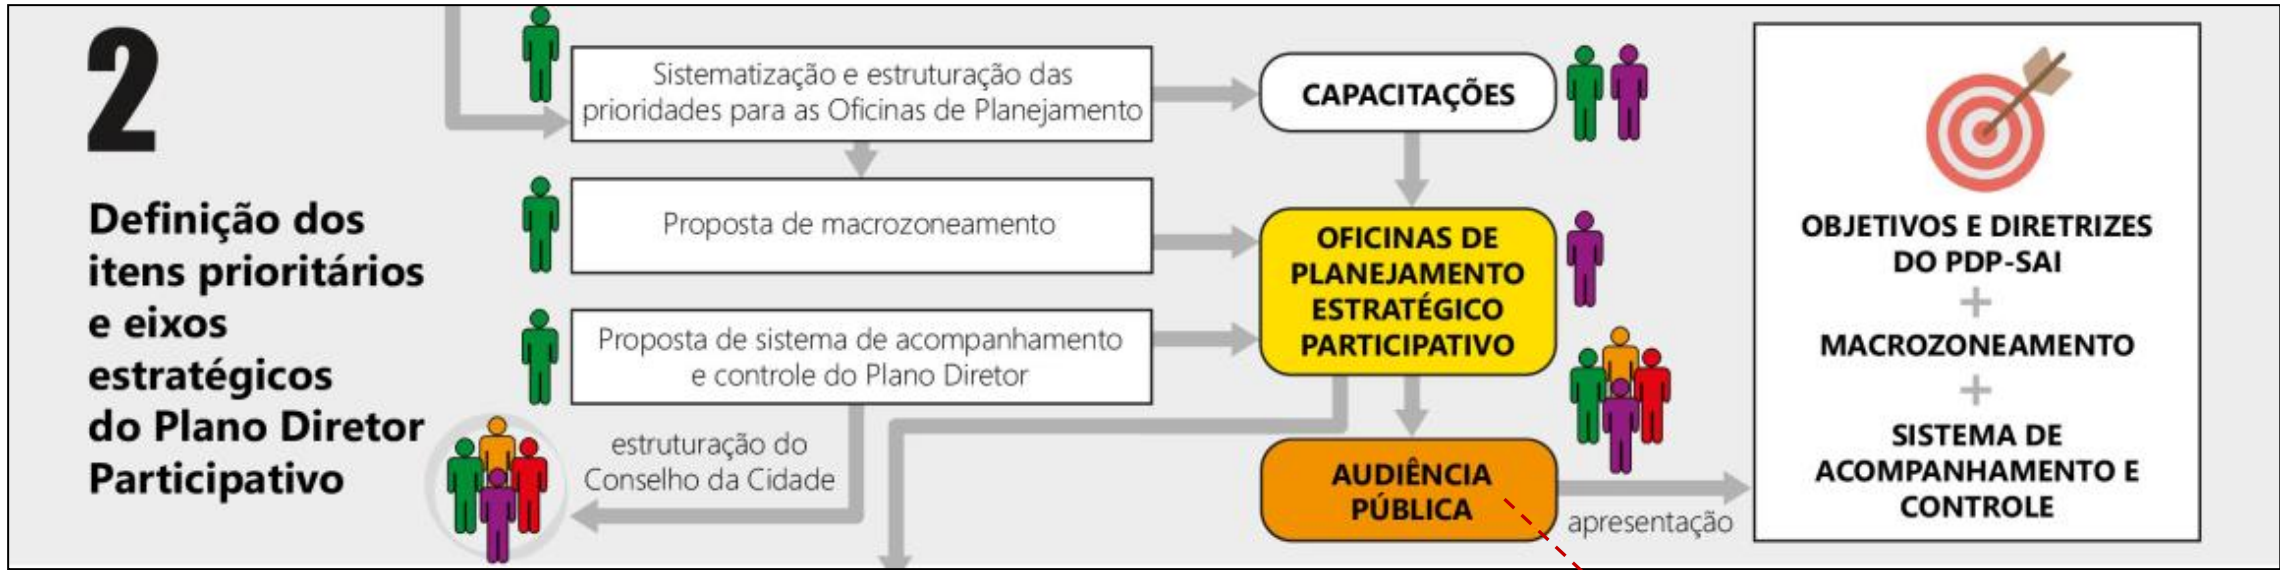 2
Definição dos
itens prioritários
e eixos
estratégicos
do Plano Diretor
Participativo
Sistematização e estruturação das
prioridades para as Oficinas de Planejamento
Proposta de macrozoneamento
Proposta de sistema de acompanhamento
e controle do Plano Diretor
estruturação do
Conselho da Cidade
CAPACITAÇÕES
OFICINAS DE
PLANEJAMENTO
ESTRATÉGICO
PARTICIPATIVO
AUDIÊNCIA
PÚBLICA
apresentação
OBJETIVOS E DIRETRIZES
DO PDP-SAI
+
MACROZONEAMENTO
+
SISTEMA DE
ACOMPANHAMENTO E
CONTROLE